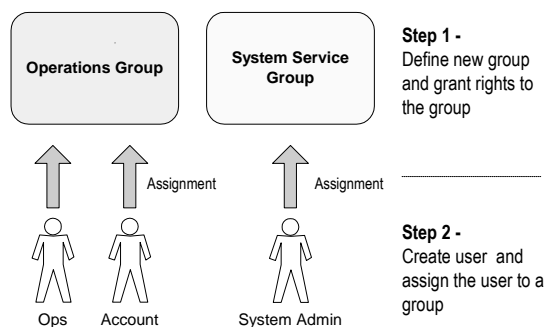 Operations Group
System Service
Group
Step 1 -
Define new group
and grant rights to
the group
Assignment
Assignment
Step 2 -
Create user and
assign the user to a
group
Ops
Account
System Admin